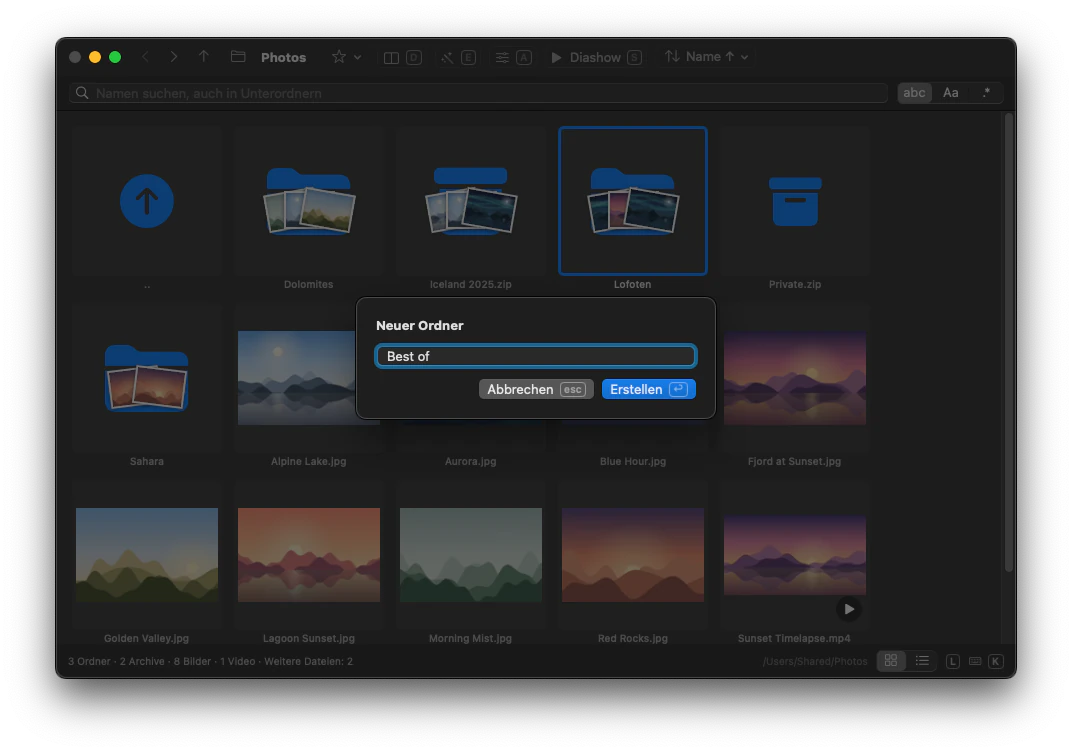 Photos
D
E
A
Diashow S
Name
Namen suchen, auch in Unterordnern
abc
Aa
.*
..
Dolomites
Iceland 2025.zip
Lofoten
Private.zip
Neuer Ordner
Best of
Abbrechen esc
Erstellen
Sahara
Alpine Lake.jpg
Aurora.jpg
Blue Hour.jpg
Fjord at Sunset.jpg
Golden Valley.jpg
Lagoon Sunset.jpg
Morning Mist.jpg
Red Rocks.jpg
Sunset Timelapse.mp4
3 Ordner · 2 Archive · 8 Bilder · 1 Video · Weitere Dateien: 2
/Users/Shared/Photos
L
K